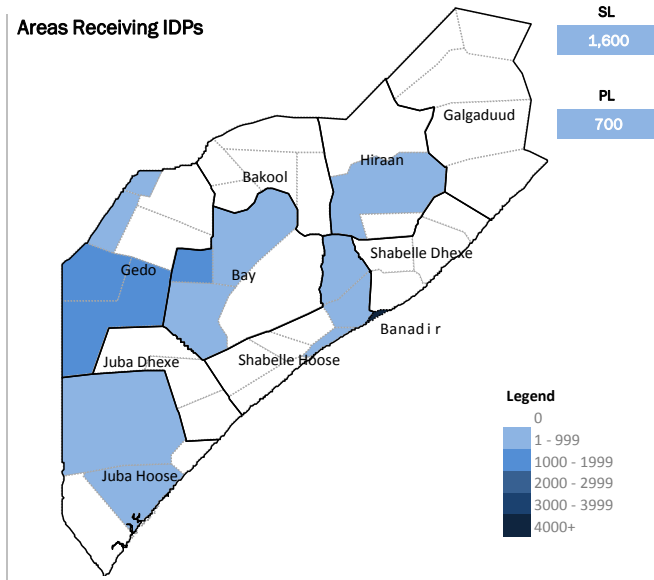 Areas Receiving IDPs
SL
1,600
PL
700
Galgaduud
Hiraan
Bakool
Shabelle Dhexe
Gedo
Bay
Banadir
Juba Dhexe
Shabelle Hoose
Juba Hoose
Legend
0
1 - 999
1000 - 1999
2000 - 2999
3000 - 3999
4000+